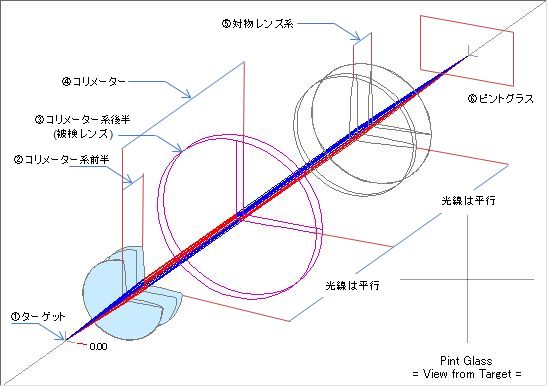 ⑤対物レンズ系
④コリメーター
③コリメーター系後半
(被検レンズ)
②コリメーター系前半
⑥ピントグラス
光線は平行
光線は平行
①ターゲット
0.00
Pint Glass
= View from Target =